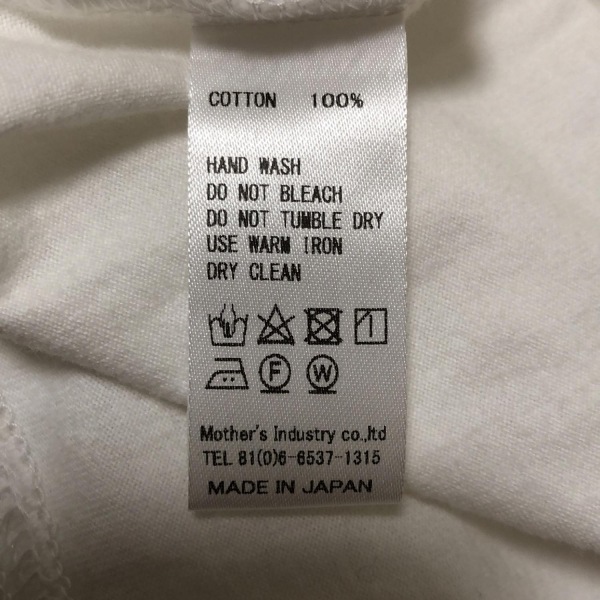 COTTON 100%
HAND WASH
DO NOT BLEACH
DO NOT TUMBLE DRY
USE WARM IRON
DRY CLEAN
F W
Mother's Industry co.,ltd
TEL 81(0)6-6537-1315
MADE IN JAPAN